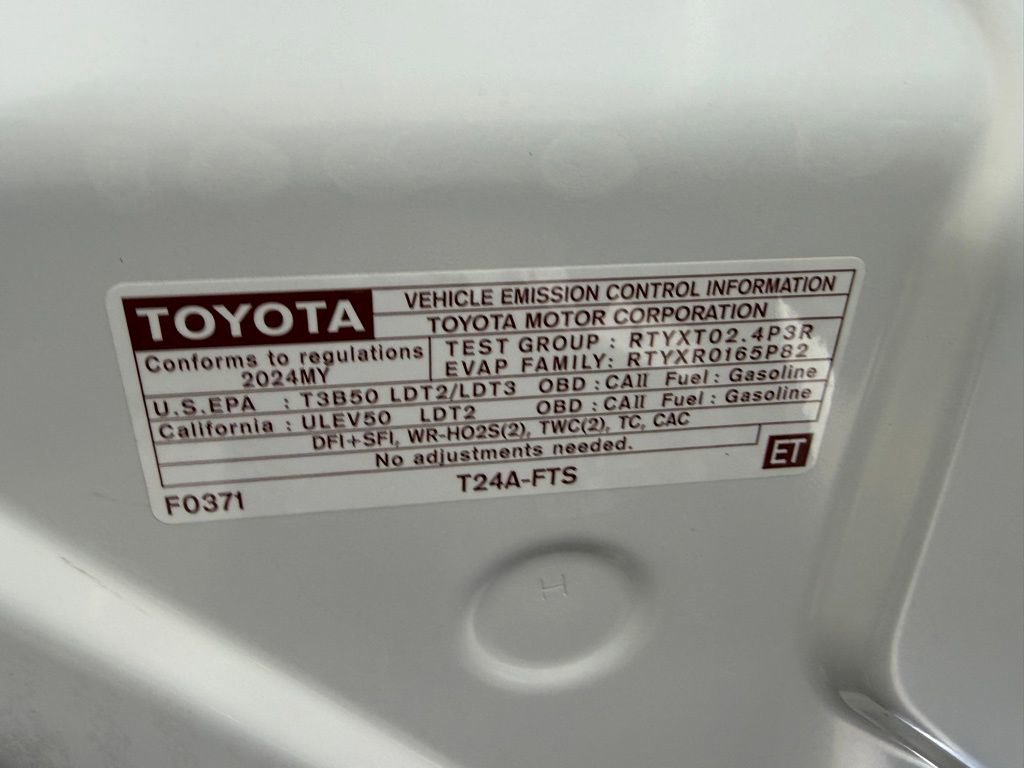 TOYOTA
VEHICLE EMISSION CONTROL INFORMATION
TOYOTA MOTOR CORPORATION
Conforms to regulations
2024MY
TEST GROUP : RTYXT02.4P3R
EVAP FAMILY: RTYXR0165P82
U.S.EPA : T3B50 LDT2/LDT3 OBD : CAII Fuel : Gasoline
California : ULEV50 LDT2 OBD : CAII Fuel : Gasoline
DFI+SFI, WR-HO2S(2), TWC(2), TC, CAC
No adjustments needed.
ET
F0371
T24A-FTS
H